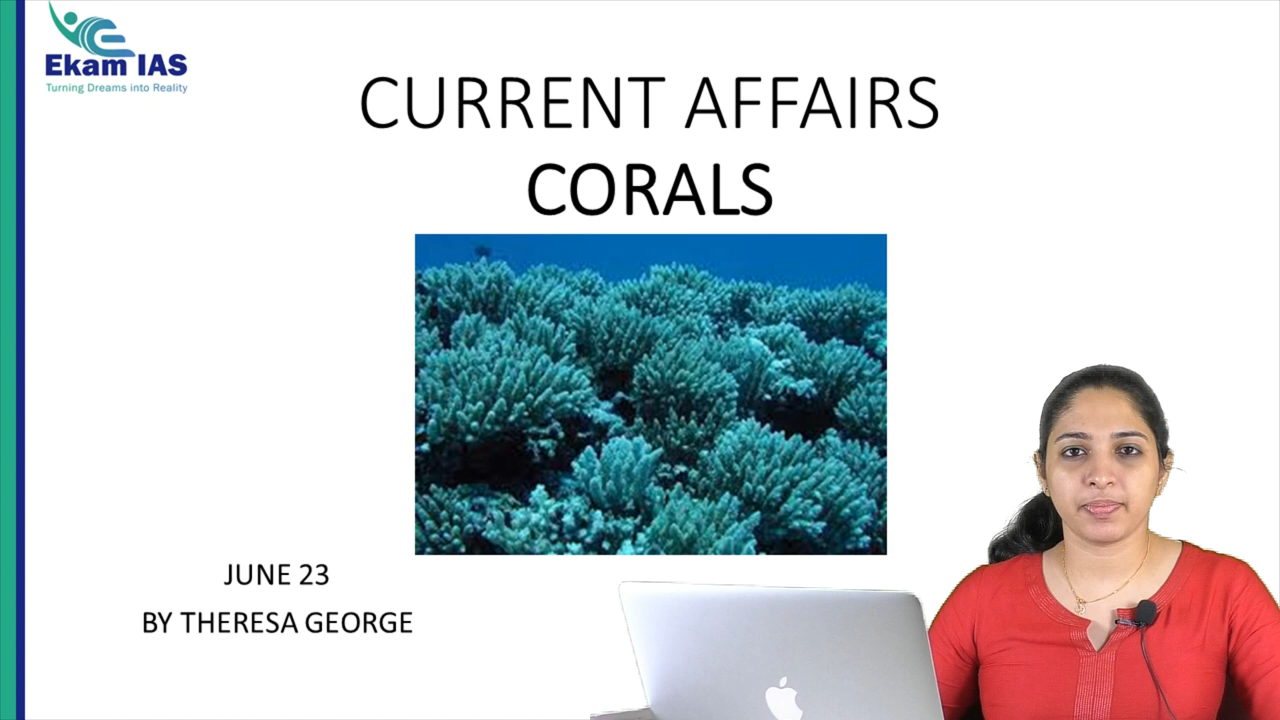 Ekam IAS
Turning Dreams into Reality
CURRENT AFFAIRS
CORALS
JUNE 23
BY THERESA GEORGE